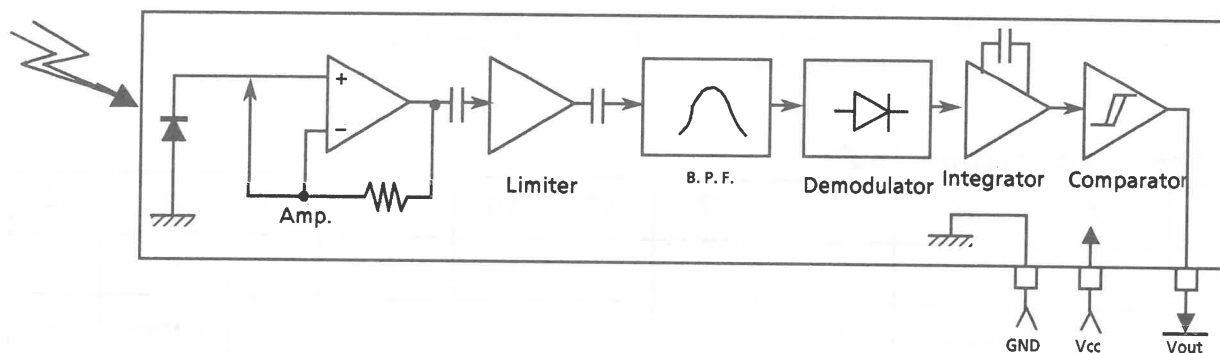 +
−
Amp.
Limiter
B. P. F.
Demodulator
Integrator
Comparator
GND
Vcc
Vout